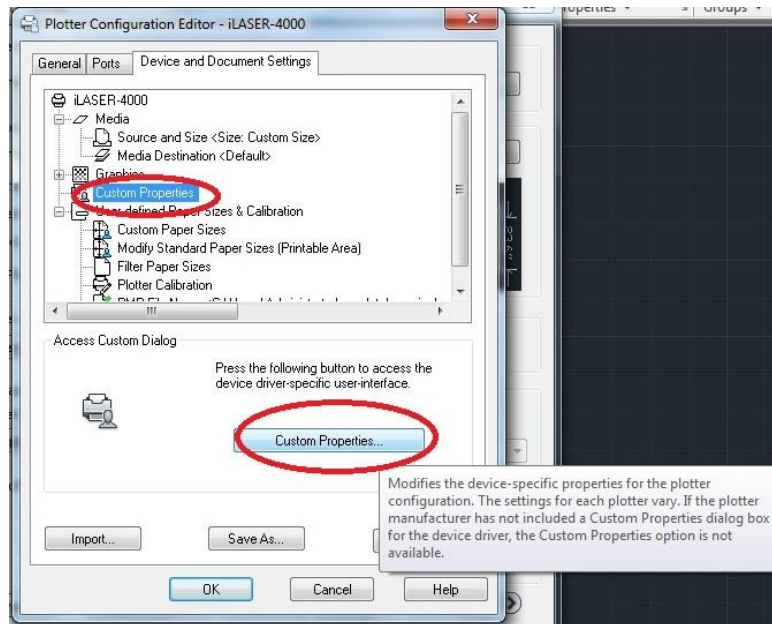 Plotter Configuration Editor - iLASER-4000
Properties
Groups
General
Ports
Device and Document Settings
iLASER-4000
Media
Source and Size <Size: Custom Size>
Media Destination <Default>
Graphics
Custom Properties
User-defined Paper Sizes & Calibration
Custom Paper Sizes
Modify Standard Paper Sizes (Printable Area)
Filter Paper Sizes
Plotter Calibration
Access Custom Dialog
Press the following button to access the
device driver-specific user-interface.
Custom Properties...
Modifies the device-specific properties for the plotter
configuration. The settings for each plotter vary. If the plotter
manufacturer has not included a Custom Properties dialog box
for the device driver, the Custom Properties option is not
available.
Import...
Save As...
OK
Cancel
Help